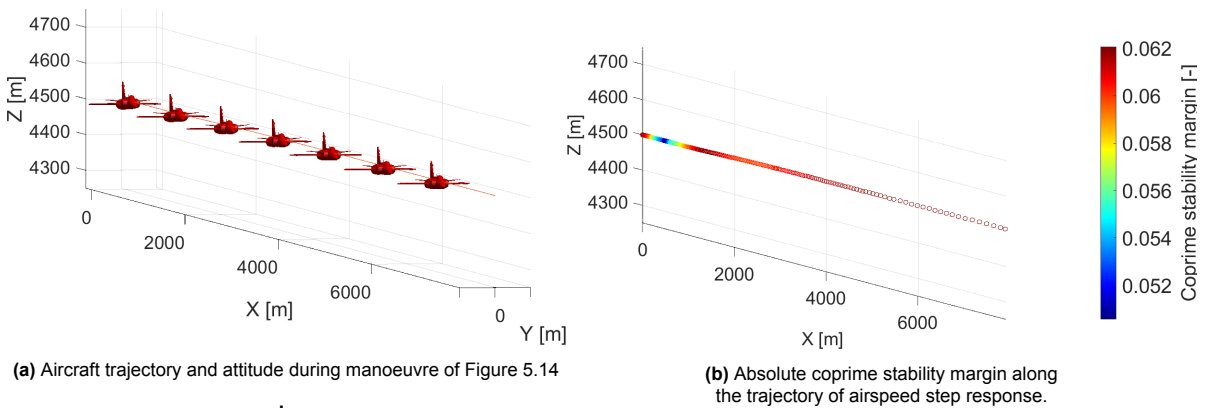 4700
4600
4500
4400
4300
Z [m]
0
2000
4000
6000
X [m]
0
Y [m]
(a) Aircraft trajectory and attitude during manoeuvre of Figure 5.14
4700
4600
4500
4400
4300
Z [m]
0
2000
4000
6000
X [m]
0.062
0.06
0.058
0.056
0.054
0.052
Coprime stability margin [-]
(b) Absolute coprime stability margin along
the trajectory of airspeed step response.